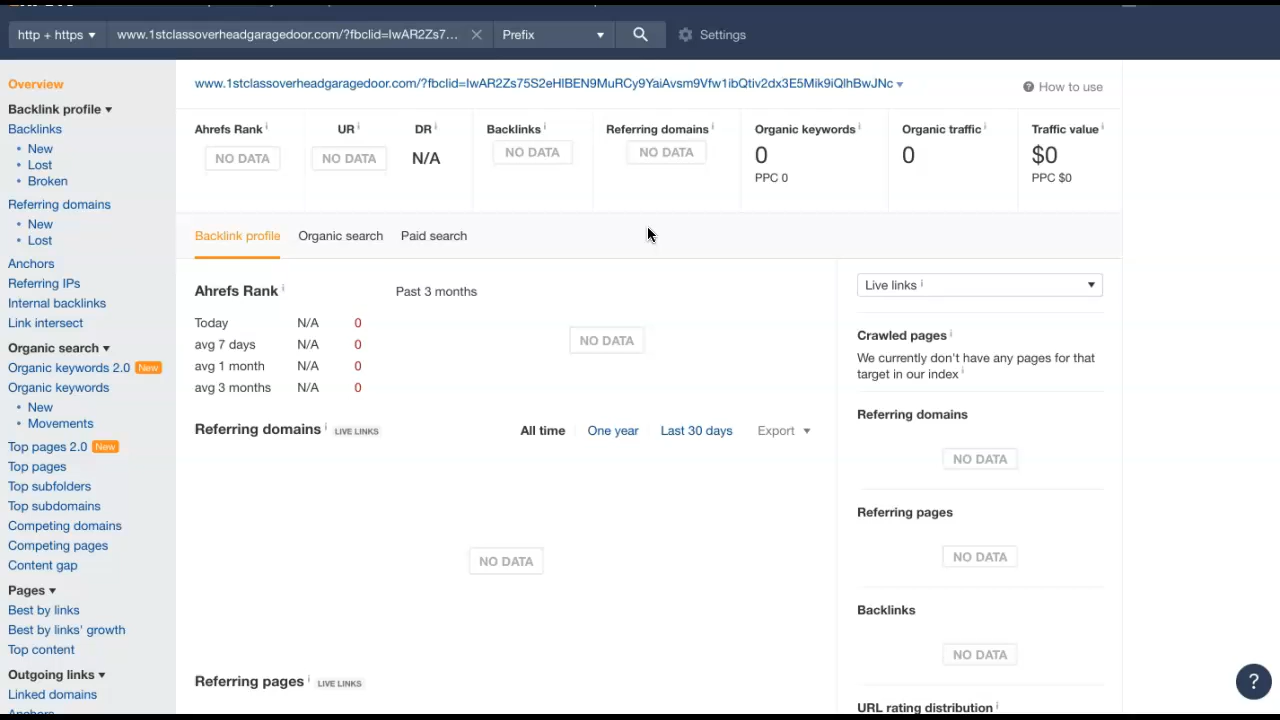 http + https
www.1stclassoverheadgaragedoor.com/?fbclid=IwAR2Zs7...
Prefix
Settings
Overview
Backlink profile
Backlinks
• New
• Lost
• Broken
Referring domains
• New
• Lost
Anchors
Referring IPs
Internal backlinks
Link intersect
Organic search
Organic keywords 2.0 New
Organic keywords
• New
• Movements
Top pages 2.0 New
Top pages
Top subfolders
Top subdomains
Competing domains
Competing pages
Content gap
Pages
Best by links
Best by links' growth
Top content
Outgoing links
Linked domains
www.1stclassoverheadgaragedoor.com/?fbclid=IwAR2Zs75S2eHlBEN9MuRCy9YaiAvsm9Vfw1ibQtiv2dx3E5Mik9iQlhBwJNc
? How to use
Ahrefs Rank i
NO DATA
UR i
NO DATA
DR i
N/A
Backlinks i
NO DATA
Referring domains i
NO DATA
Organic keywords i
0
PPC 0
Organic traffic i
0
Traffic value i
$0
PPC $0
Backlink profile
Organic search
Paid search
Ahrefs Rank i
Past 3 months
Today N/A 0
avg 7 days N/A 0
avg 1 month N/A 0
avg 3 months N/A 0
NO DATA
Referring domains i LIVE LINKS
All time
One year
Last 30 days
Export
NO DATA
Referring pages i LIVE LINKS
Live links i
Crawled pages i
We currently don't have any pages for that
target in our index i
Referring domains
NO DATA
Referring pages
NO DATA
Backlinks
NO DATA
URL rating distribution i
?